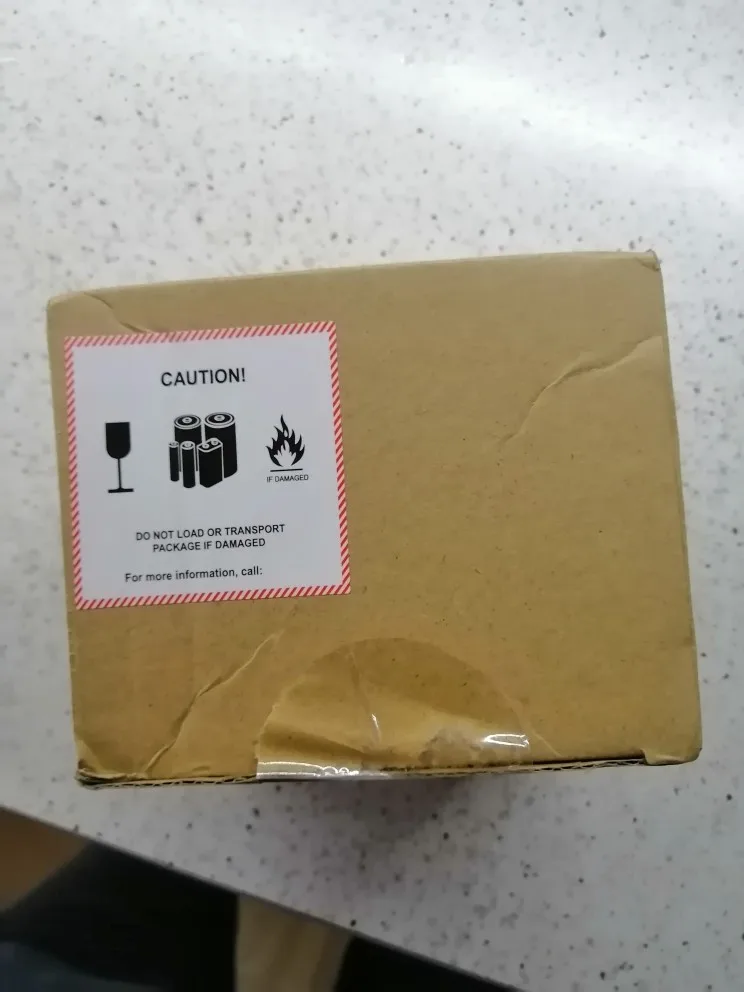 CAUTION!
IF DAMAGED
DO NOT LOAD OR TRANSPORT
PACKAGE IF DAMAGED
For more information, call: